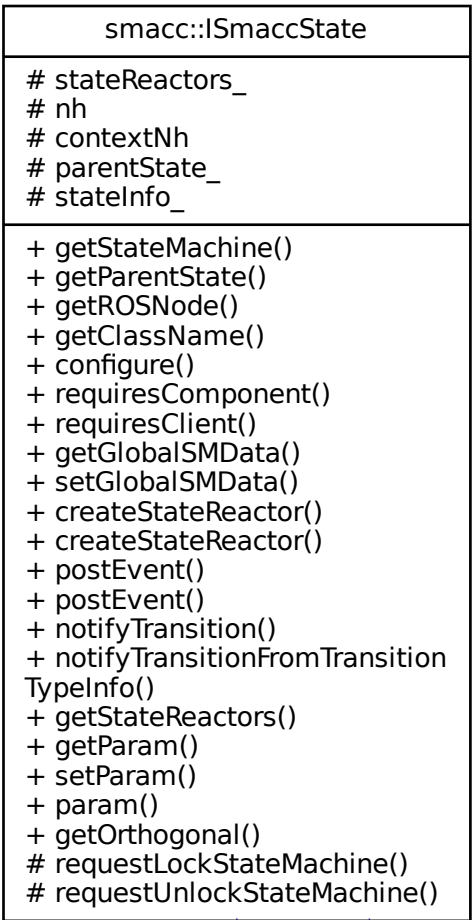 smacc::ISmaccState
# stateReactors_
# nh
# contextNh
# parentState_
# stateInfo_
+ getStateMachine()
+ getParentState()
+ getROSNode()
+ getClassName()
+ configure()
+ requiresComponent()
+ requiresClient()
+ getGlobalSMData()
+ setGlobalSMData()
+ createStateReactor()
+ createStateReactor()
+ postEvent()
+ postEvent()
+ notifyTransition()
+ notifyTransitionFromTransition
TypeInfo()
+ getStateReactors()
+ getParam()
+ setParam()
+ param()
+ getOrthogonal()
# requestLockStateMachine()
# requestUnlockStateMachine()